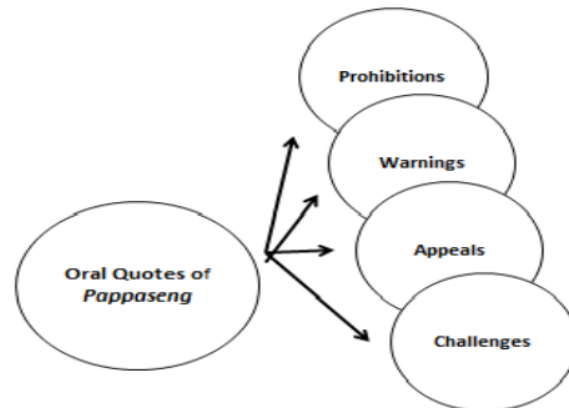 Prohibitions
Warnings
Appeals
Oral Quotes of
Pappaseng
Challenges